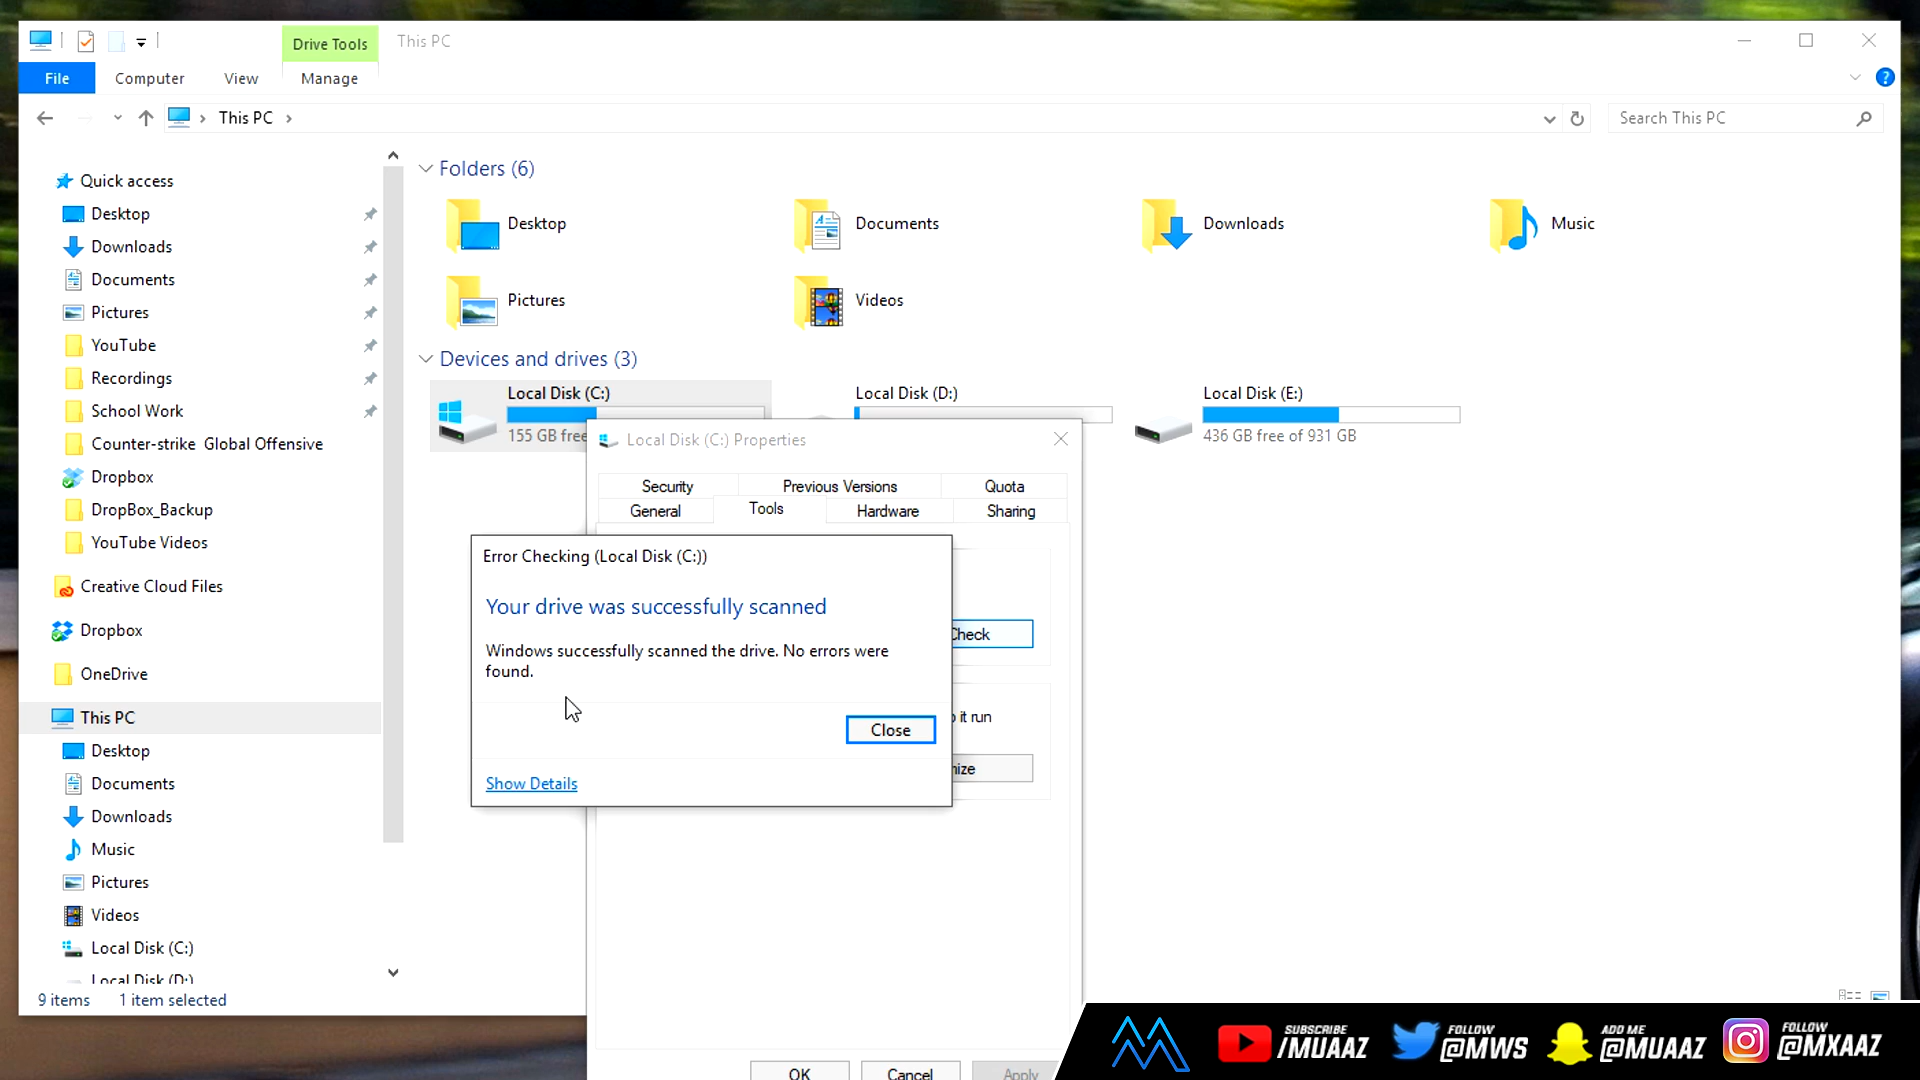 Drive Tools
This PC
File
Computer
View
Manage
This PC
Search This PC
Quick access
Desktop
Downloads
Documents
Pictures
YouTube
Recordings
School Work
Counter-strike Global Offensive
Dropbox
DropBox_Backup
YouTube Videos
Creative Cloud Files
Dropbox
OneDrive
This PC
Desktop
Documents
Downloads
Music
Pictures
Videos
Local Disk (C:)
Local Disk (D:)
9 items
1 item selected
Folders (6)
Desktop
Documents
Downloads
Music
Pictures
Videos
Devices and drives (3)
Local Disk (C:)
155 GB free
Local Disk (D:)
Local Disk (E:)
436 GB free of 931 GB
Local Disk (C:) Properties
Security
Previous Versions
Quota
General
Tools
Hardware
Sharing
Check
it run
Error Checking (Local Disk (C:))
Your drive was successfully scanned
Windows successfully scanned the drive. No errors were
found.
Close
Show Details
OK
Cancel
Apply
SUBSCRIBE
/MUAAZ
FOLLOW
@MWS
ADD ME
@MUAAZ
FOLLOW
@MXAAZ